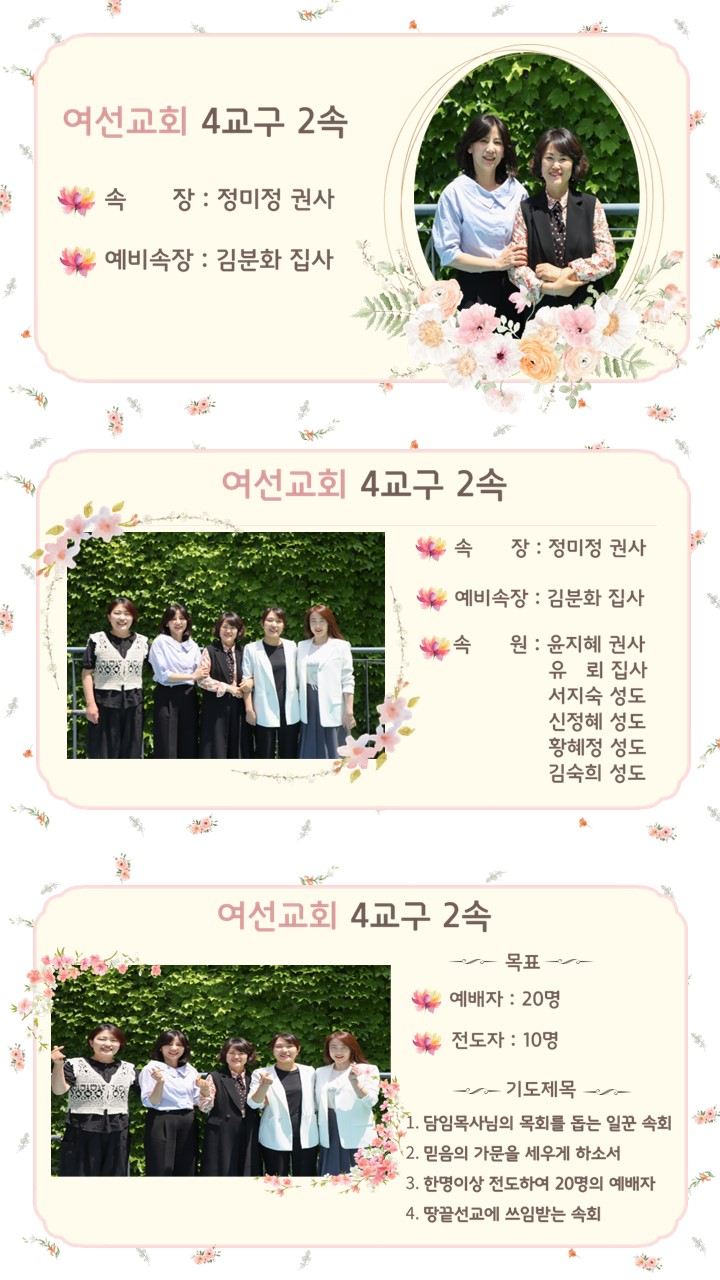 여선교회 4교구 2속
속 장 : 정미정 권사
예비속장 : 김분화 집사
여선교회 4교구 2속
속 장 : 정미정 권사
예비속장 : 김분화 집사
속 원 : 윤지혜 권사
유 뢰 집사
서지숙 성도
신정혜 성도
황혜정 성도
김숙희 성도
여선교회 4교구 2속
목표
예배자 : 20명
전도자 : 10명
기도제목
1. 담임목사님의 목회를 돕는 일꾼 속회
2. 믿음의 가문을 세우게 하소서
3. 한명이상 전도하여 20명의 예배자
4. 땅끝선교에 쓰임받는 속회